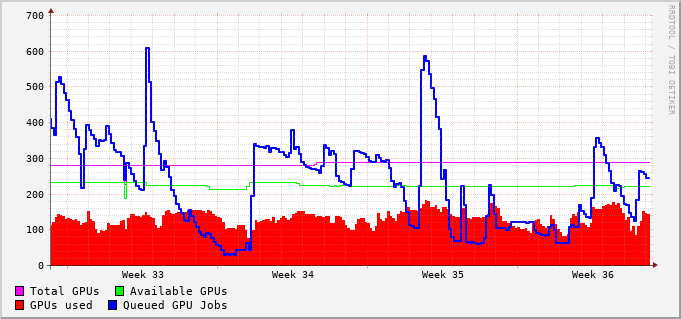 700
600
500
400
300
200
100
0
Week 33 Week 34 Week 35 Week 36
Total GPUs Available GPUs
GPUs used Queued GPU Jobs
RRDTOOL / TOBI OETIKER